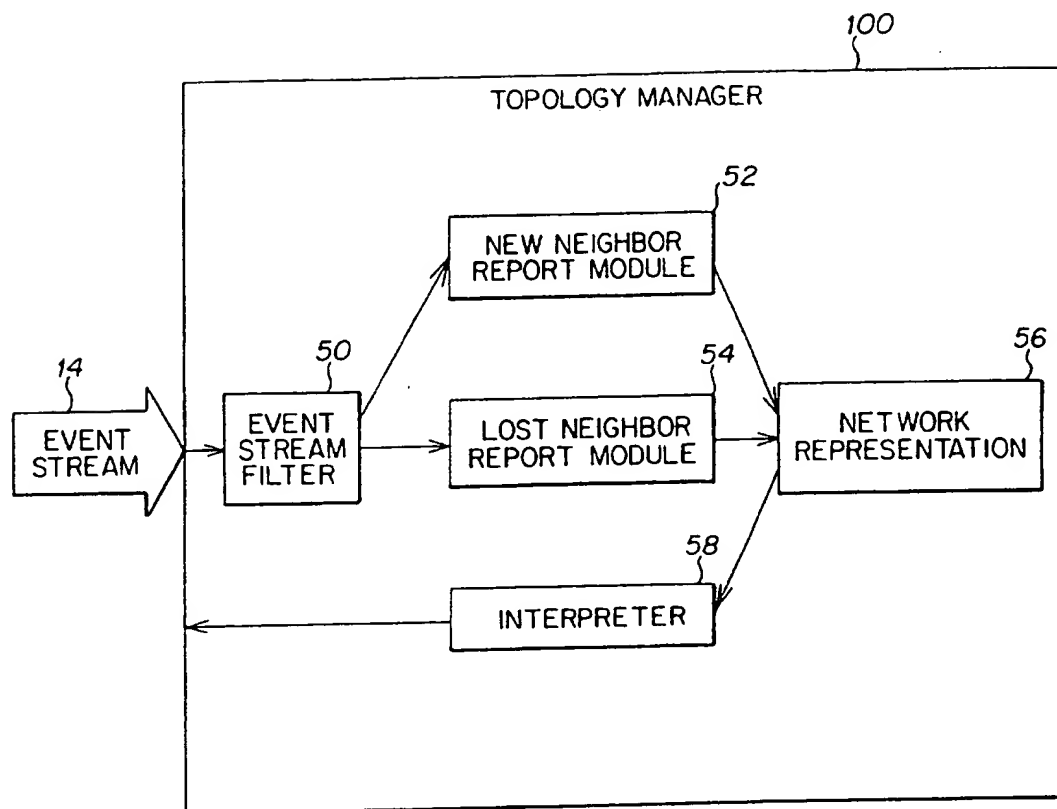 100
TOPOLOGY MANAGER
52
NEW NEIGHBOR
REPORT MODULE
14
EVENT
STREAM
50
EVENT
STREAM
FILTER
54
LOST NEIGHBOR
REPORT MODULE
56
NETWORK
REPRESENTATION
58
INTERPRETER